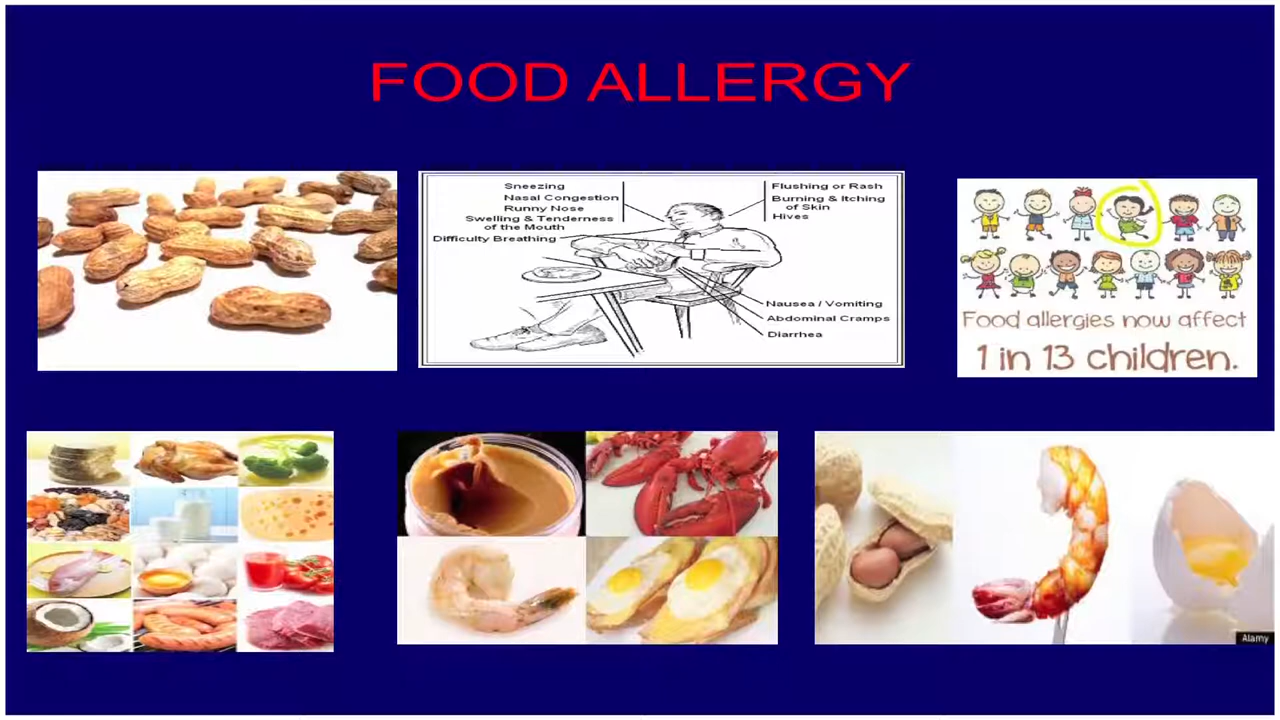 FOOD ALLERGY
Sneezing
Nasal Congestion
Runny Nose
Swelling & Tenderness
of the Mouth
Difficulty Breathing
Flushing or Rash
Burning & Itching
of Skin
Hives
Nausea / Vomiting
Abdominal Cramps
Diarrhea
Food allergies now affect
1 in 13 children.
Alamy